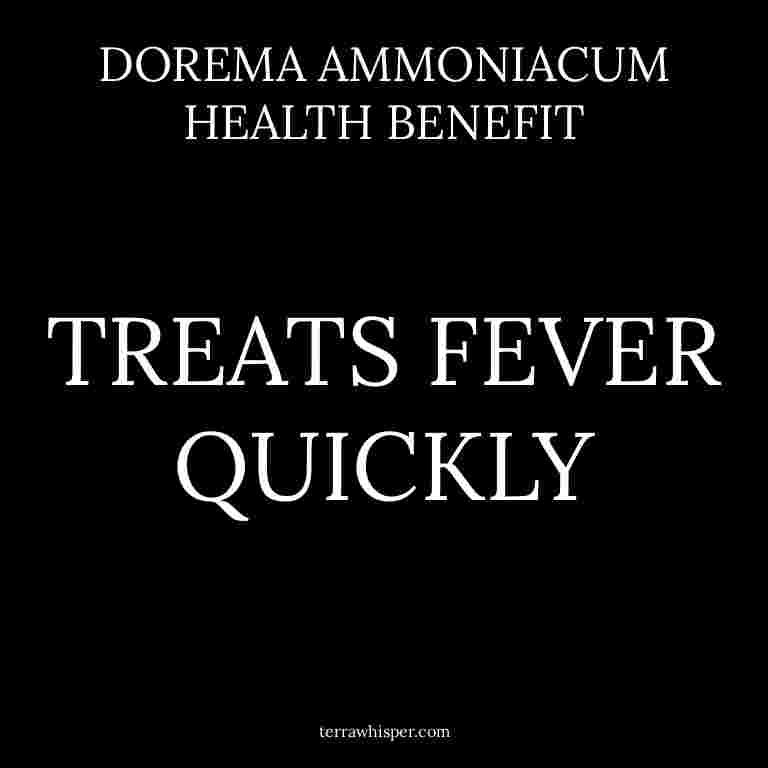 DOREMA AMMONIACUM
HEALTH BENEFIT
TREATS FEVER
QUICKLY
terrawhisper.com